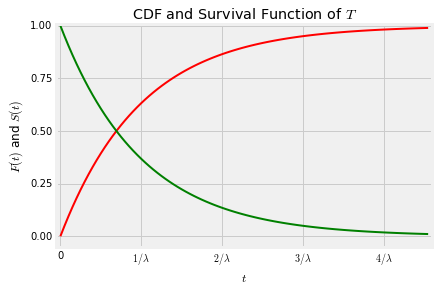 CDF and Survival Function of T
1.00
0.75
0.50
0.25
0.00
F(t) and S(t)
0 1/λ 2/λ 3/λ 4/λ
t